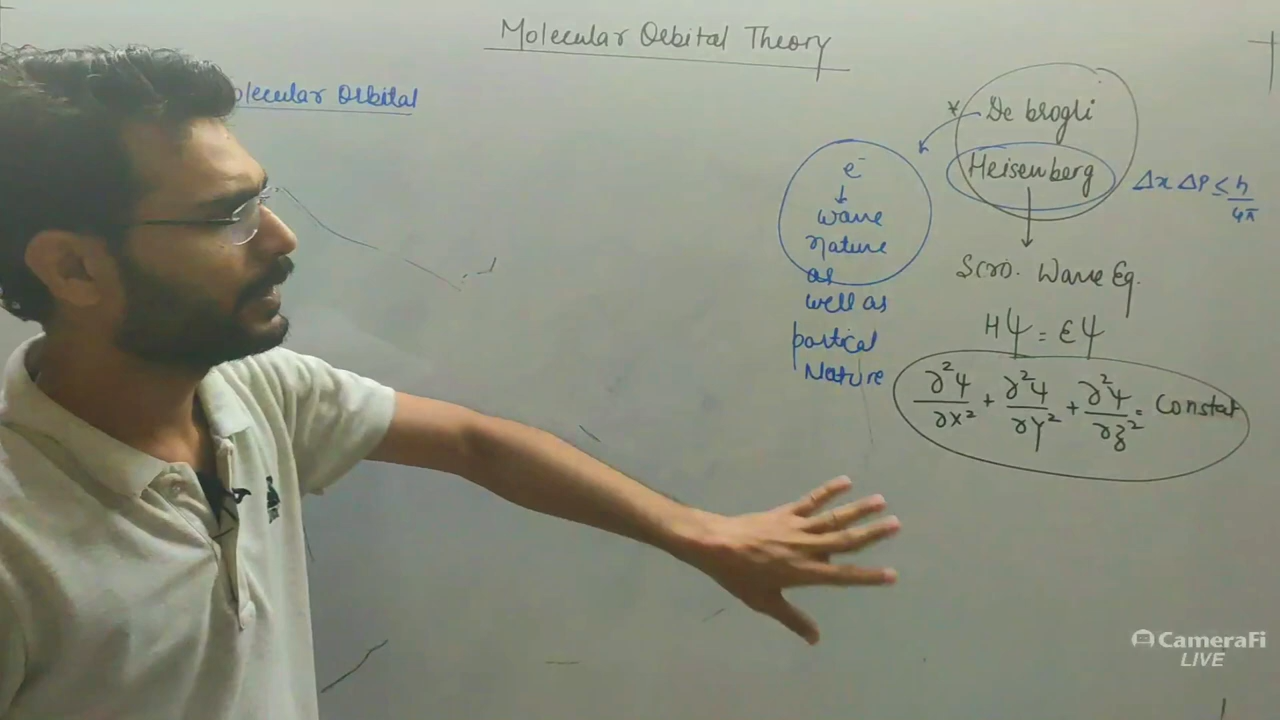 Molecular Orbital Theory
olecular Orbital
De brogli
Heisenberg
Δx Δp ≤ h/4π
e⁻
↓
wave
nature
as
well as
partical
Nature
↓
Scro. Wave Eq.
Hψ = Eψ
∂²ψ/∂x² + ∂²ψ/∂y² + ∂²ψ/∂z² = Constat
CameraFi
LIVE